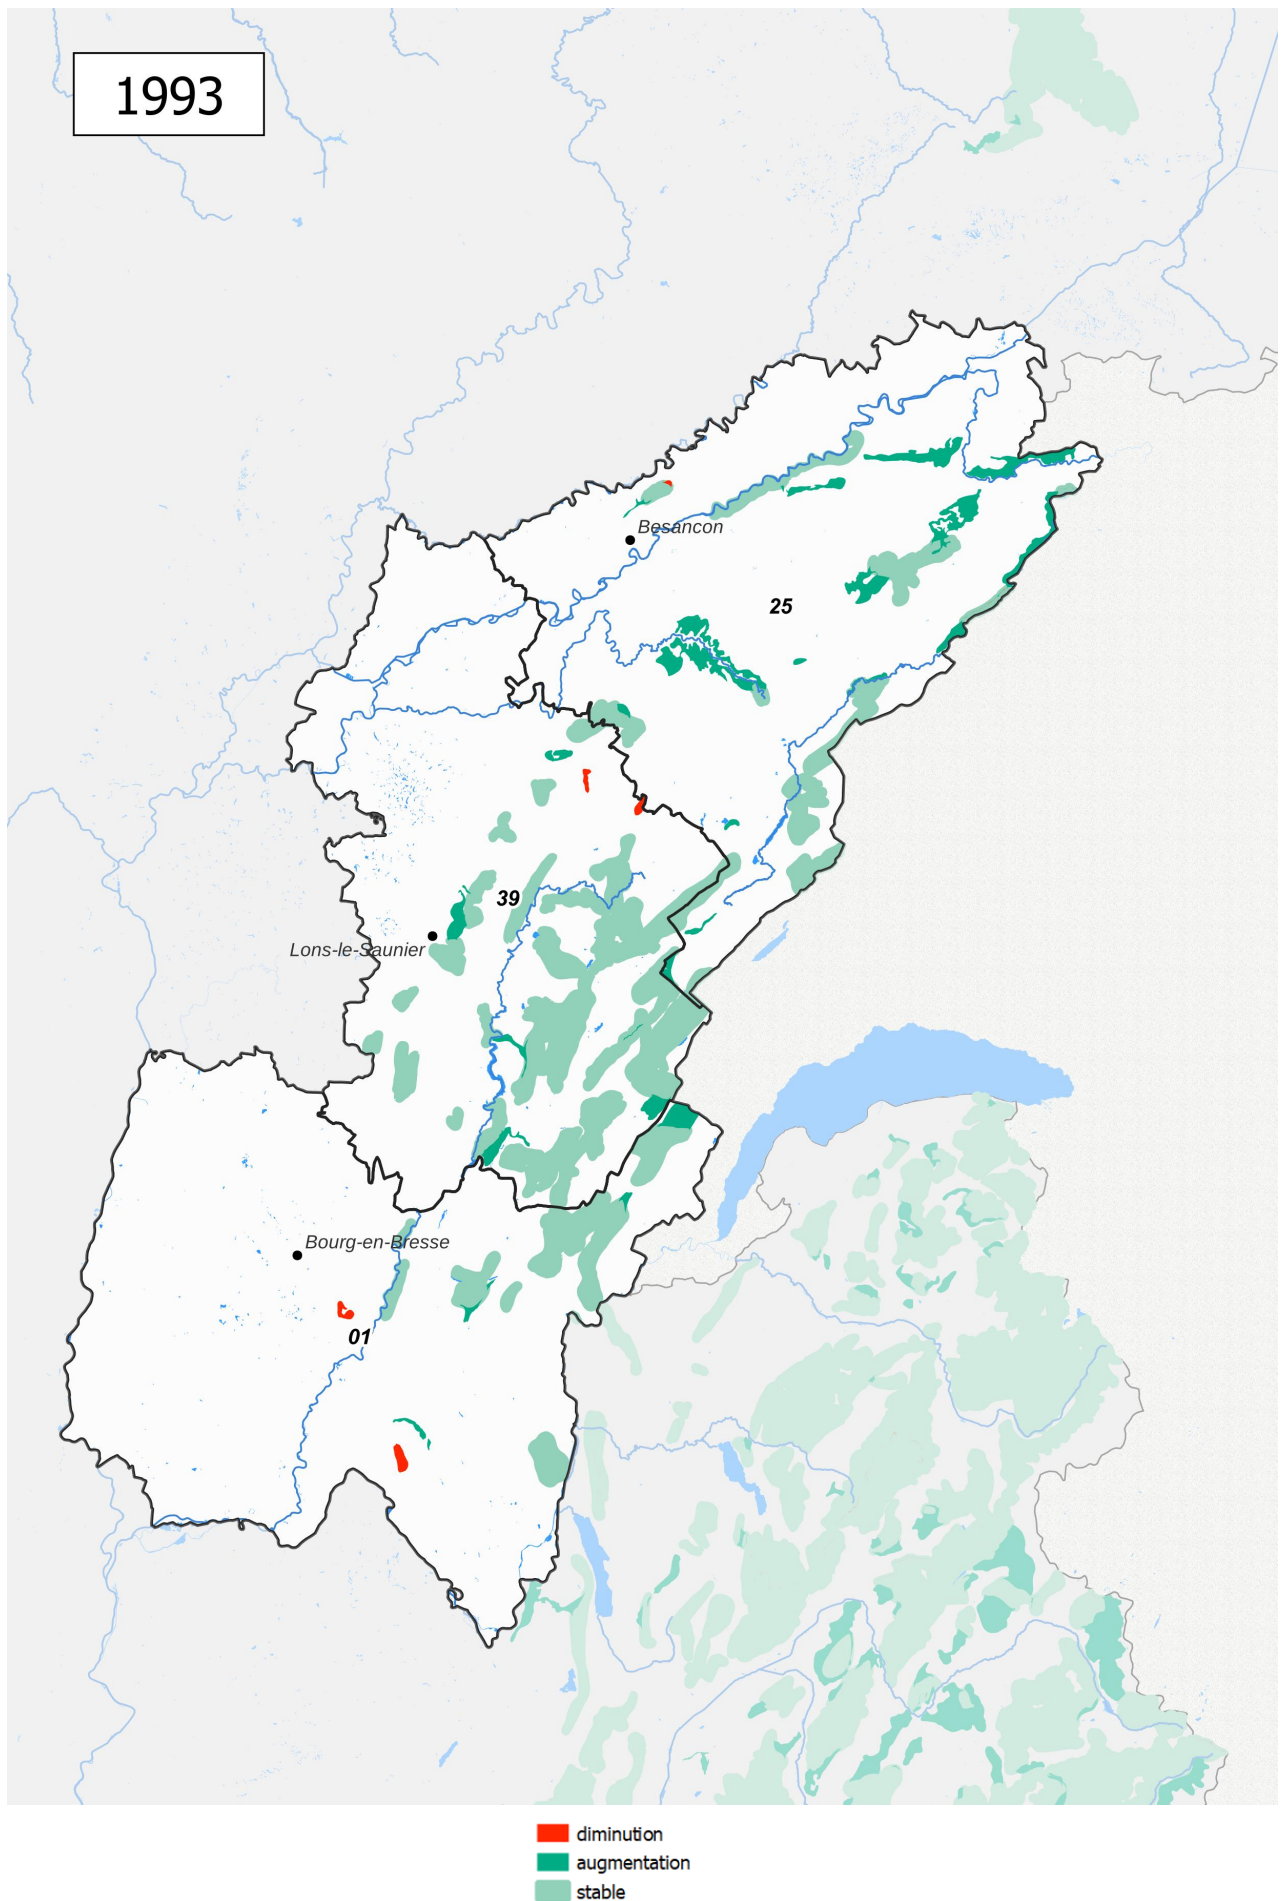 1993
Besancon
25
39
Lons-le-Saunier
Bourg-en-Bresse
01
diminution
augmentation
stable